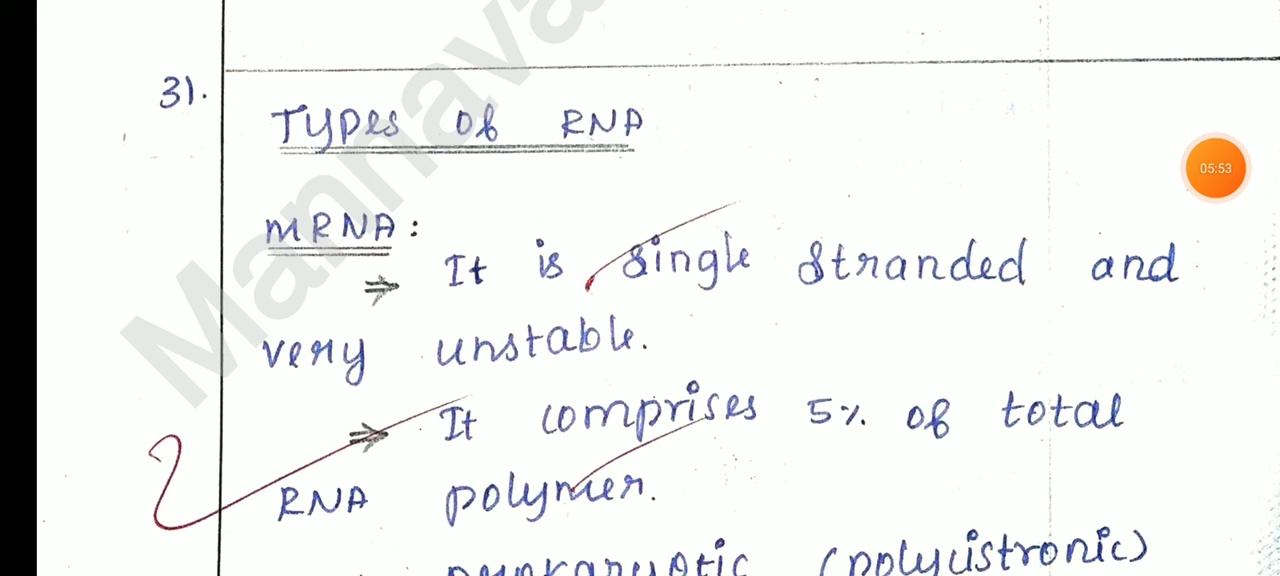 31.
Types of RNA
mRNA:
⇒ It is single stranded and
very unstable.
⇒ It comprises 5% of total
RNA polymer.
(polycistronic)
05:53